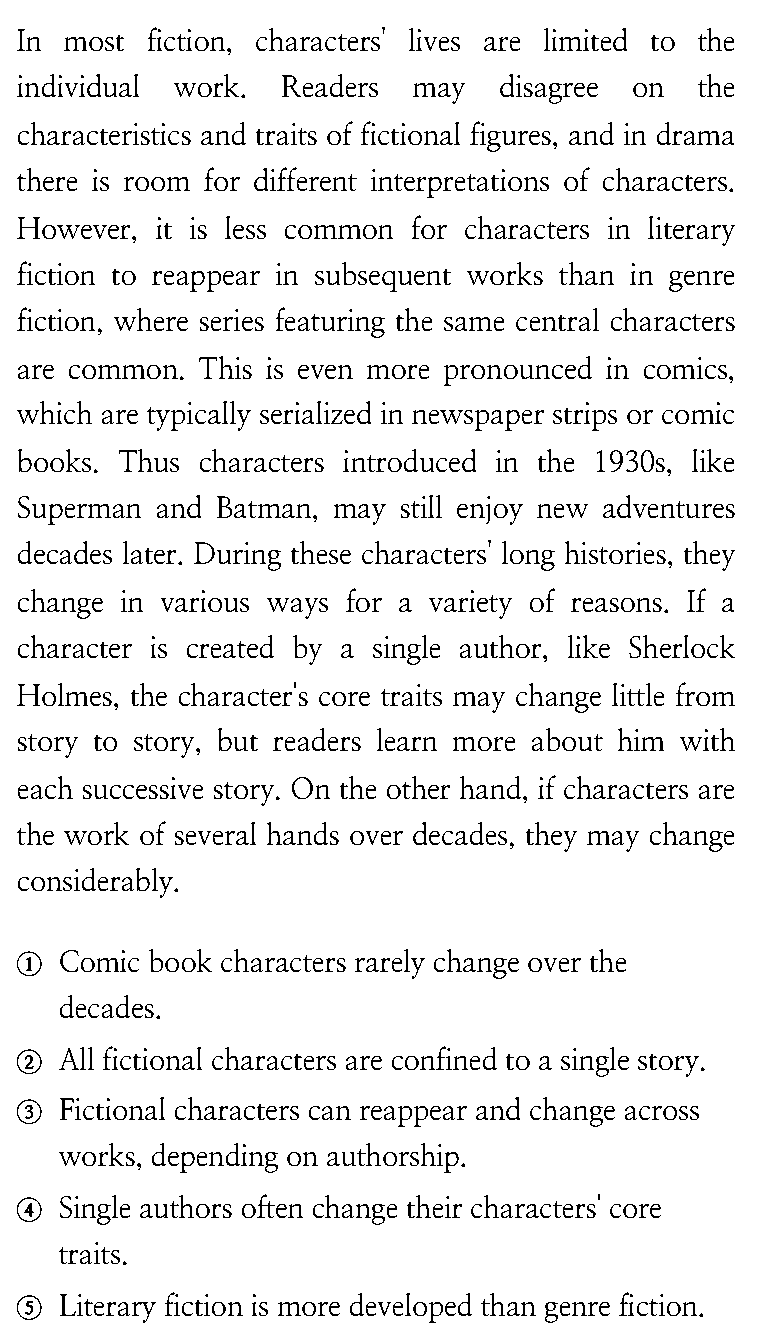 In most fiction, characters' lives are limited to the
individual work. Readers may disagree on the
characteristics and traits of fictional figures, and in drama
there is room for different interpretations of characters.
However, it is less common for characters in literary
fiction to reappear in subsequent works than in genre
fiction, where series featuring the same central characters
are common. This is even more pronounced in comics,
which are typically serialized in newspaper strips or comic
books. Thus characters introduced in the 1930s, like
Superman and Batman, may still enjoy new adventures
decades later. During these characters' long histories, they
change in various ways for a variety of reasons. If a
character is created by a single author, like Sherlock
Holmes, the character's core traits may change little from
story to story, but readers learn more about him with
each successive story. On the other hand, if characters are
the work of several hands over decades, they may change
considerably.
① Comic book characters rarely change over the
decades.
② All fictional characters are confined to a single story.
③ Fictional characters can reappear and change across
works, depending on authorship.
④ Single authors often change their characters' core
traits.
⑤ Literary fiction is more developed than genre fiction.